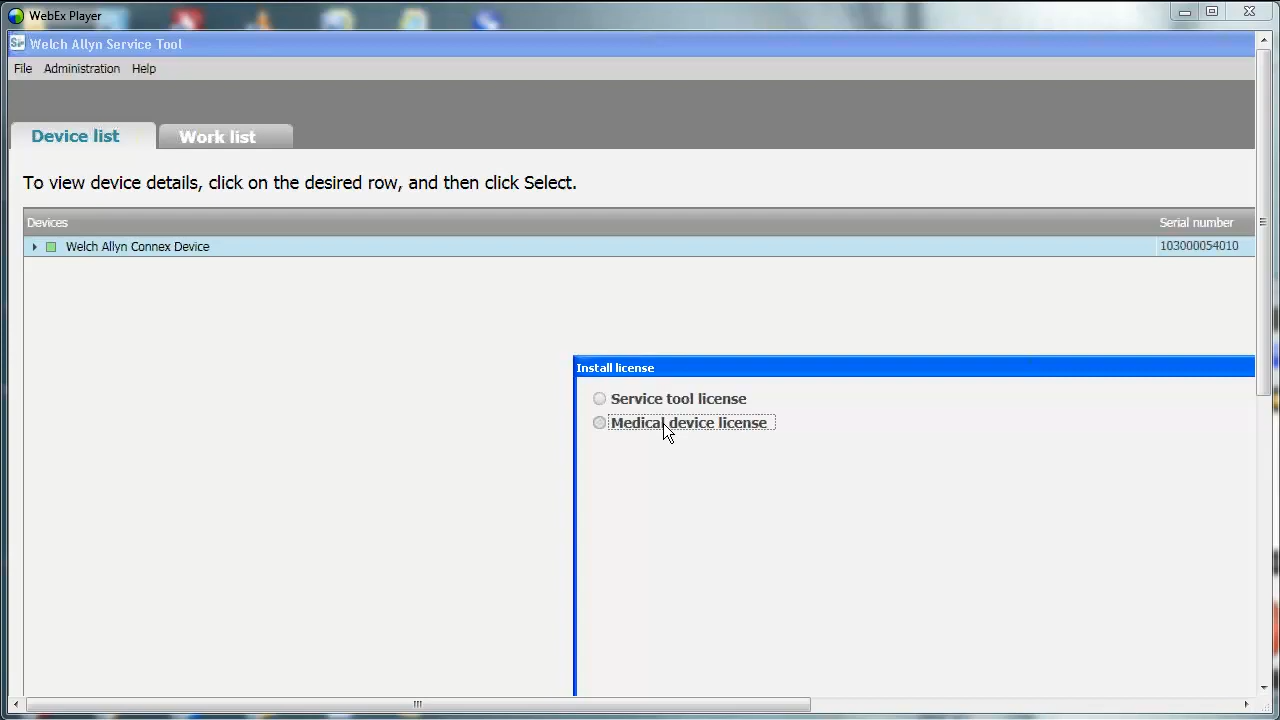 WebEx Player
Welch Allyn Service Tool
File Administration Help
Device list Work list
To view device details, click on the desired row, and then click Select.
Devices Serial number
Welch Allyn Connex Device 103000054010
Install license
Service tool license
Medical device license